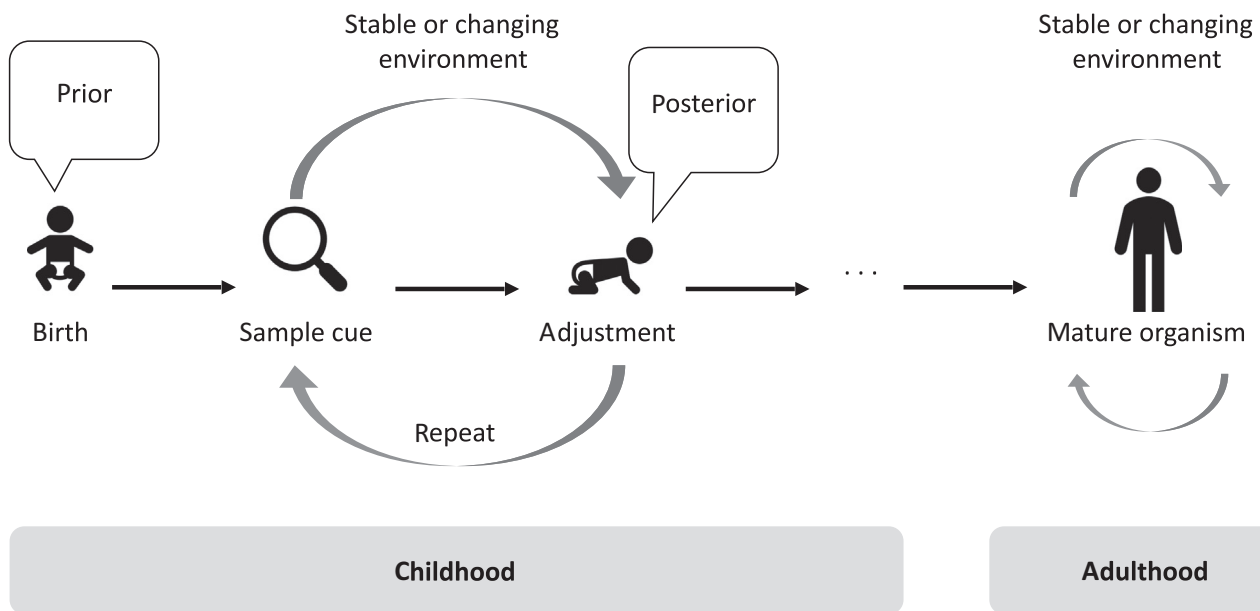 Stable or changing
environment
Stable or changing
environment
Prior
Posterior
...
Birth
Sample cue
Adjustment
Mature organism
Repeat
Childhood
Adulthood